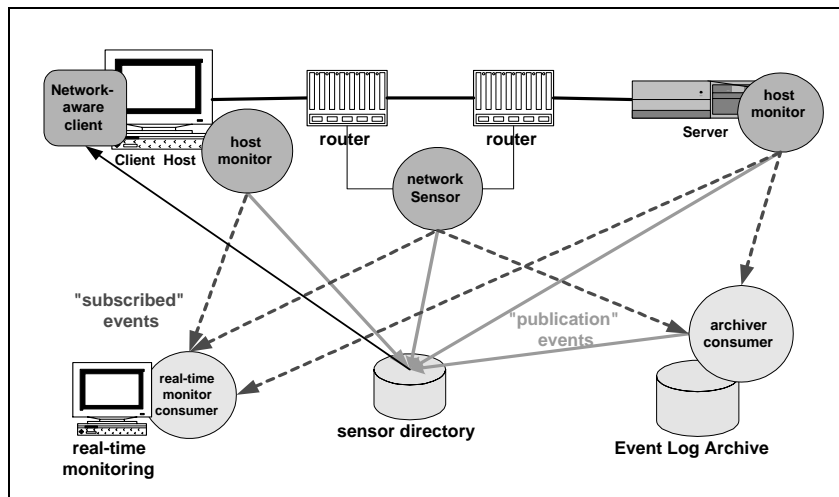 Network-
aware
client
Client Host
host
monitor
router
router
network
Sensor
Server
host
monitor
"subscribed"
events
"publication"
events
archiver
consumer
real-time
monitor
consumer
real-time
monitoring
sensor directory
Event Log Archive